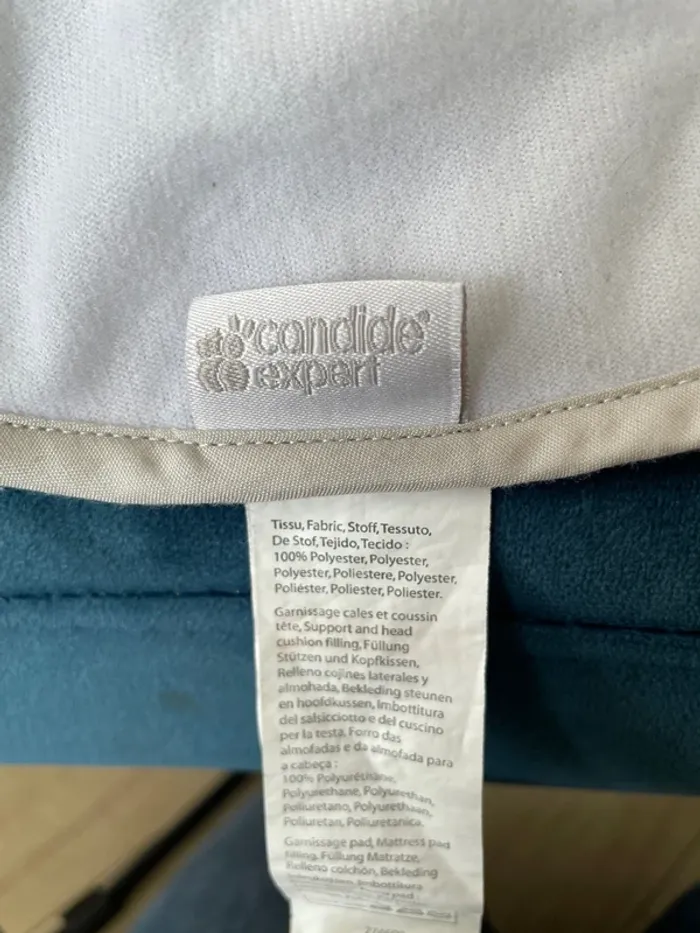 candide®
expert
Tissu, Fabric, Stoff, Tessuto,
De Stof, Tejido, Tecido :
100% Polyester, Polyester,
Polyester, Poliestere, Polyester,
Poliéster, Poliester, Poliester.
Garnissage cales et coussin
tête, Support and head
cushion filling, Füllung
Stützen und Kopfkissen,
Relleno cojines laterales y
almohada, Bekleding steunen
en hoofdkussen, Imbottitura
del salsicciotto e del cuscino
per la testa. Forro das
almofadas e da almofada para
a cabeça :
100% Polyuréthane,
Polyurethane, Polyurethan,
Poliuretano, Polyurethaan,
Poliuretan, Poliuretanica.
Garnissage pad, Mattress pad
filling, Füllung Matratze,
Relleno colchón, Bekleding
Imbottitura
pad